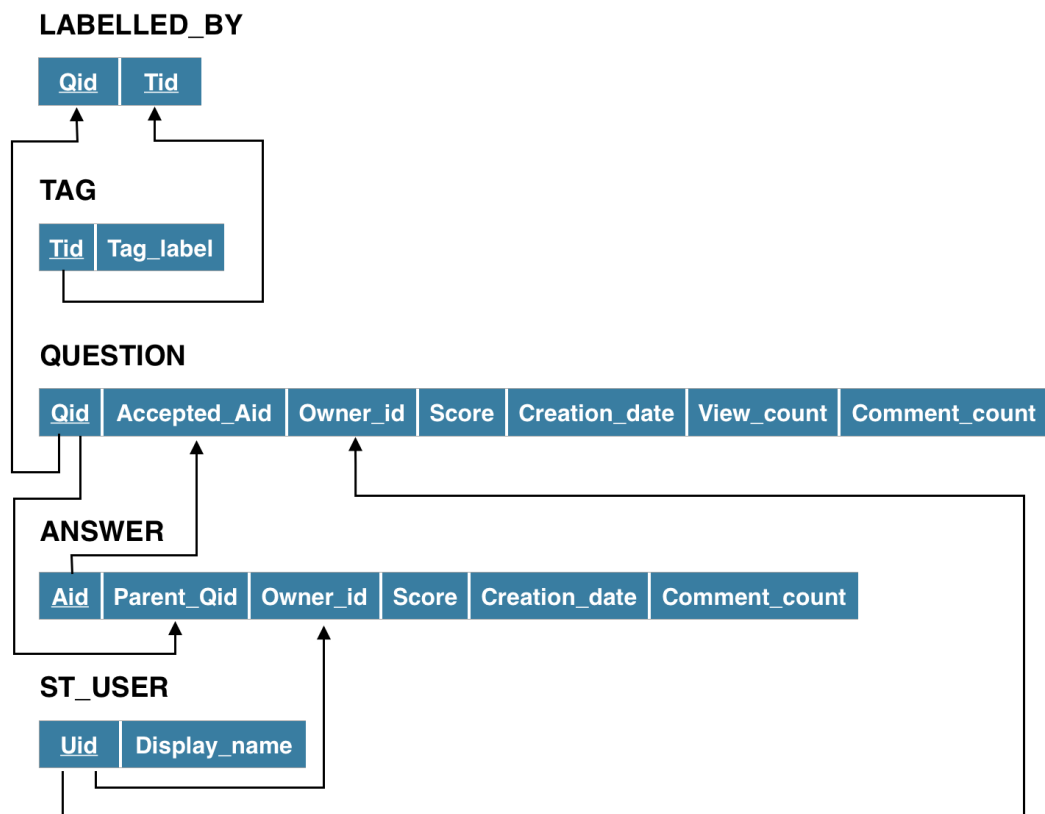 LABELLED_BY
Qid Tid
TAG
Tid Tag_label
QUESTION
Qid Accepted_Aid Owner_id Score Creation_date View_count Comment_count
ANSWER
Aid Parent_Qid Owner_id Score Creation_date Comment_count
ST_USER
Uid Display_name